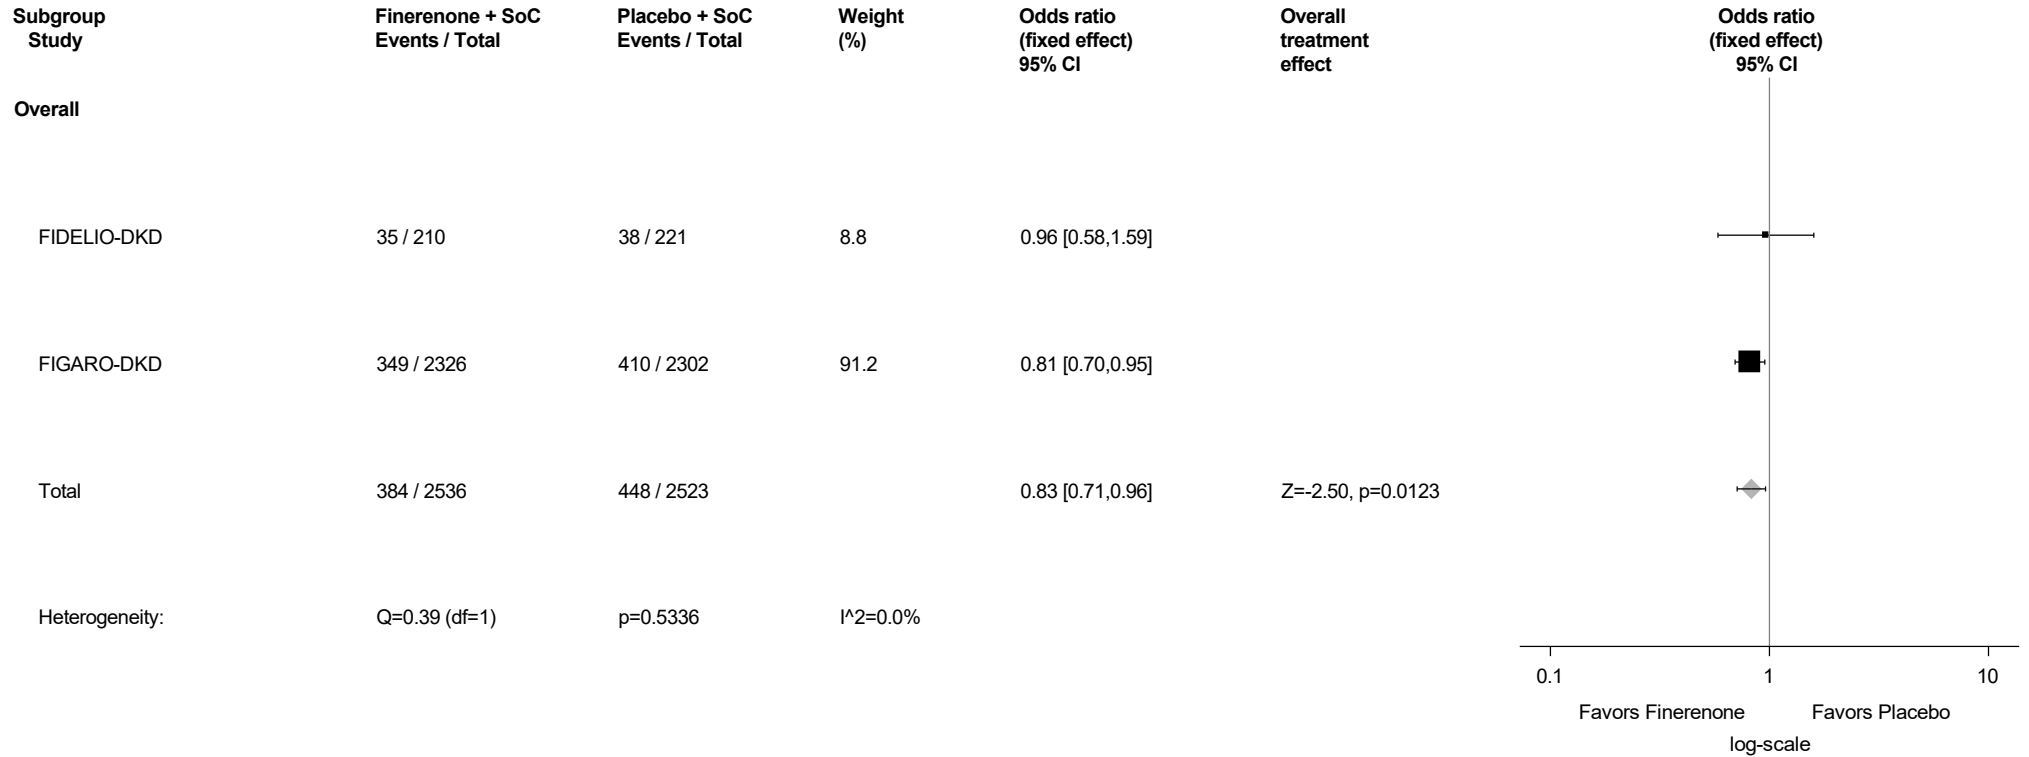 Subgroup Finerenone + SoC Placebo + SoC Weight Odds ratio Overall Odds ratio
Study Events / Total Events / Total (%) (fixed effect) treatment (fixed effect)
95% CI effect 95% CI
Overall
FIDELIO-DKD 35 / 210 38 / 221 8.8 0.96 [0.58,1.59]
FIGARO-DKD 349 / 2326 410 / 2302 91.2 0.81 [0.70,0.95]
Total 384 / 2536 448 / 2523 0.83 [0.71,0.96] Z=-2.50, p=0.0123
Heterogeneity: Q=0.39 (df=1) p=0.5336 I^2=0.0%
0.1 1 10
Favors Finerenone Favors Placebo
log-scale